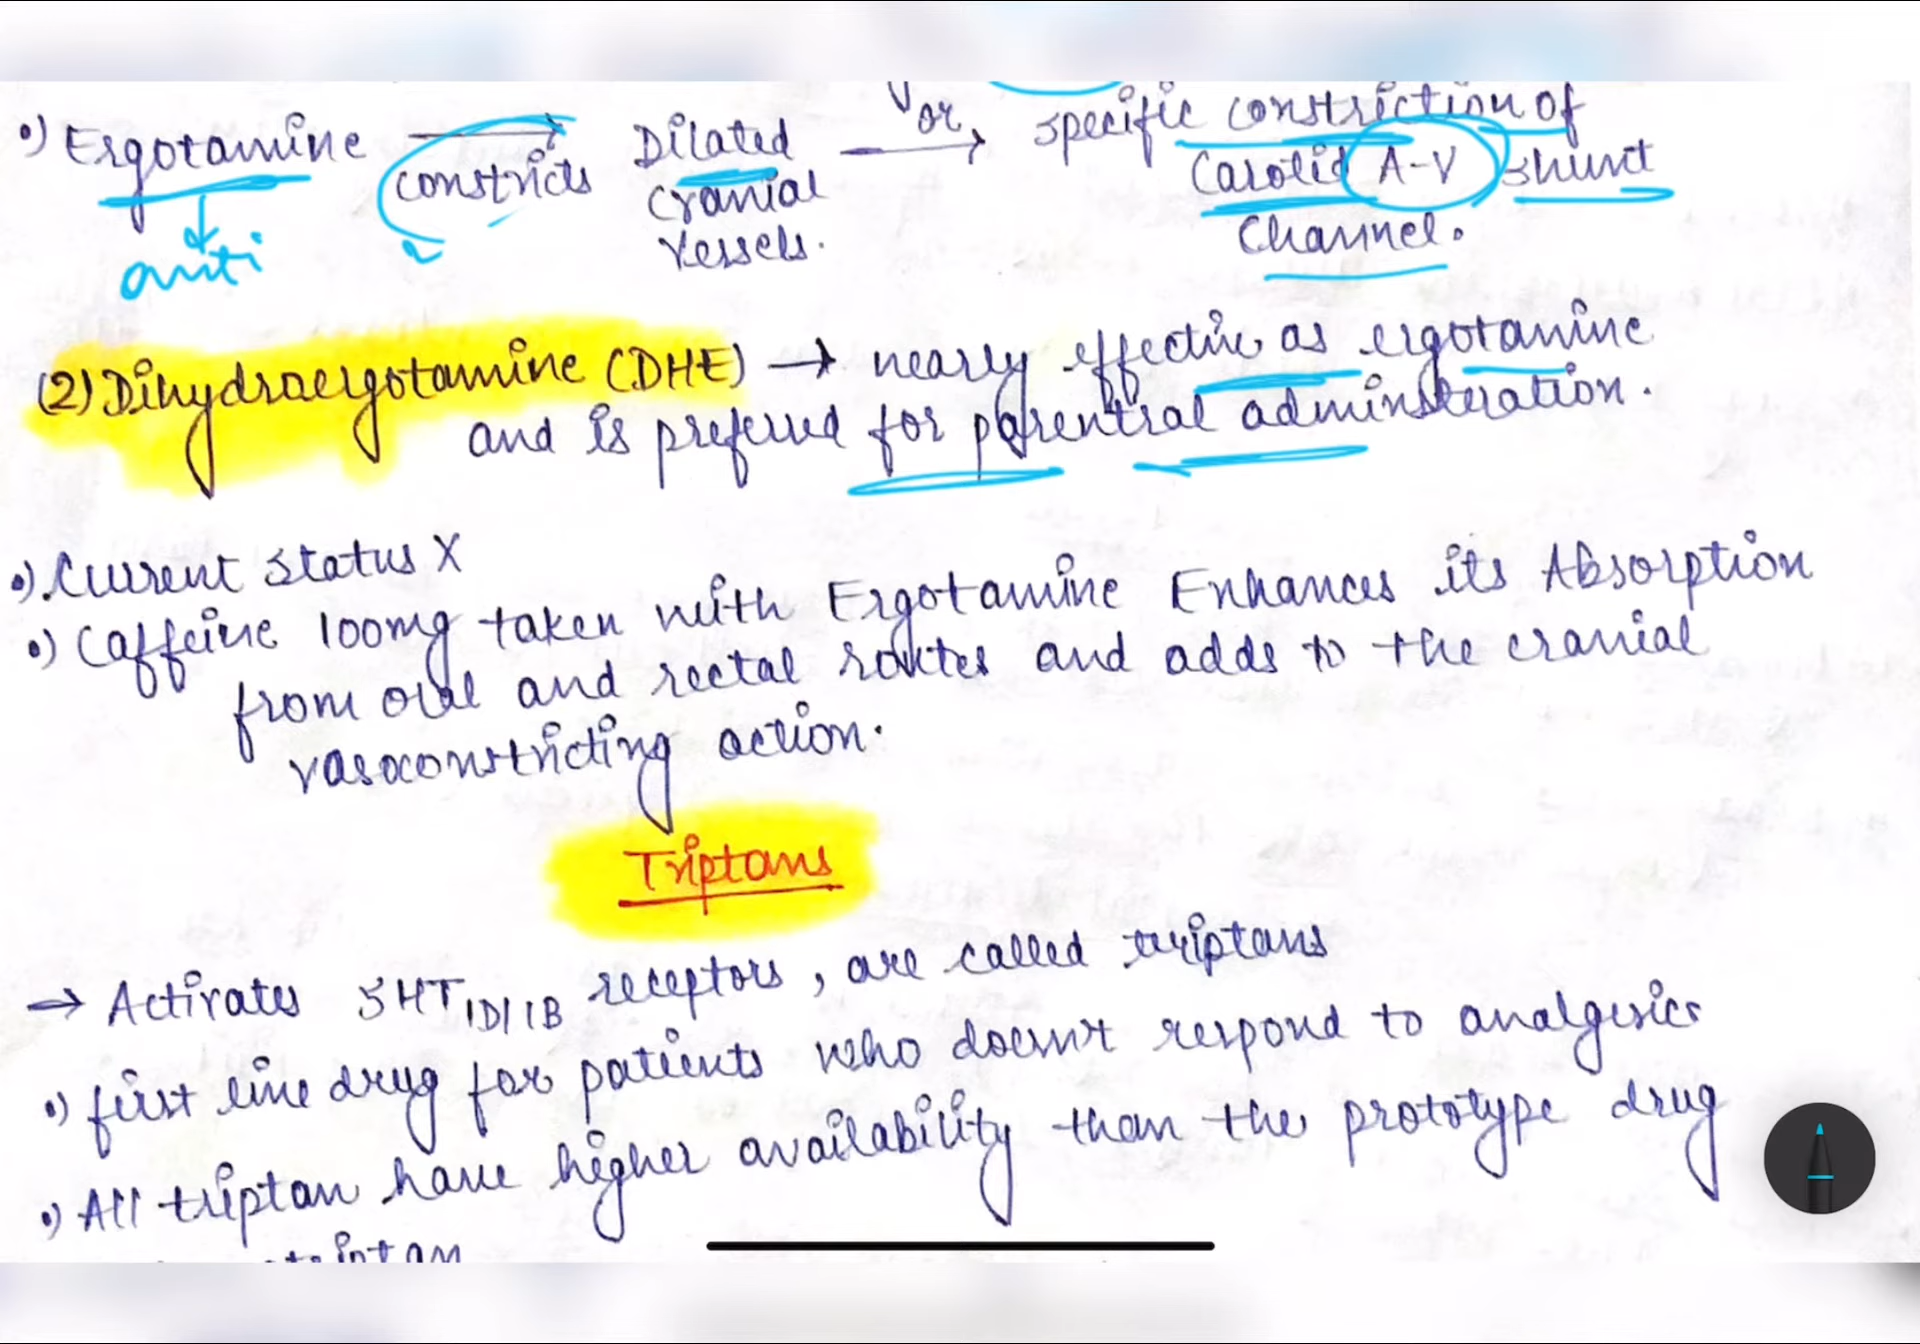 •) Ergotamine constricts → Dilated cranial vessels. or → specific constriction of
Carotid A-V shunt
Channel.
anti
(2) Dihydroergotamine (DHE) → nearly effective as ergotamine
and is preferred for parentral adminsteration.
•) Current status X
•) Caffeine 100mg taken with Ergotamine Enhances its Absorption
from oral and rectal routes and adds to the cranial
vasoconstricting action.
Triptans
→ Activates 5HT1D/1B receptors, are called triptans
•) first line drug for patients who doesn't respond to analgesics
•) All triptan have higher availability than the prototype drug